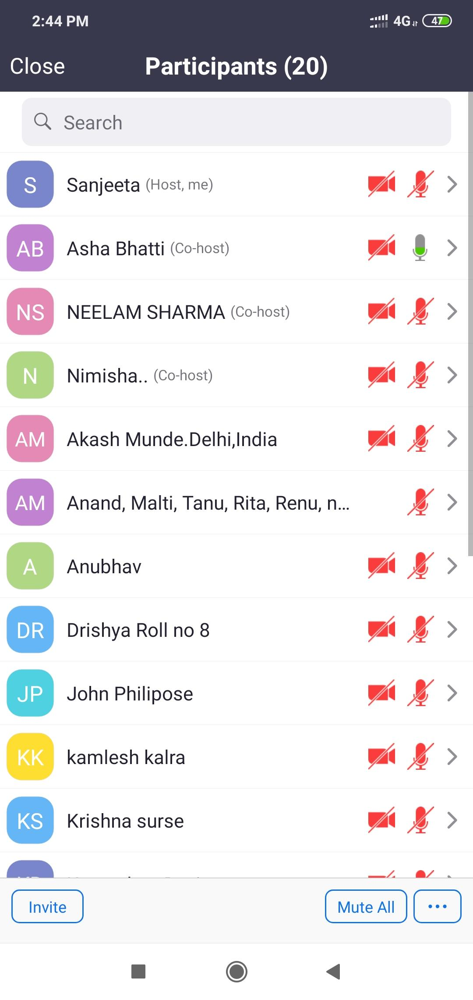 2:44 PM 4G 47
Close Participants (20)
Search
S Sanjeeta (Host, me)
AB Asha Bhatti (Co-host)
NS NEELAM SHARMA (Co-host)
N Nimisha.. (Co-host)
AM Akash Munde.Delhi,India
AM Anand, Malti, Tanu, Rita, Renu, n...
A Anubhav
DR Drishya Roll no 8
JP John Philipose
KK kamlesh kalra
KS Krishna surse
Invite Mute All ...